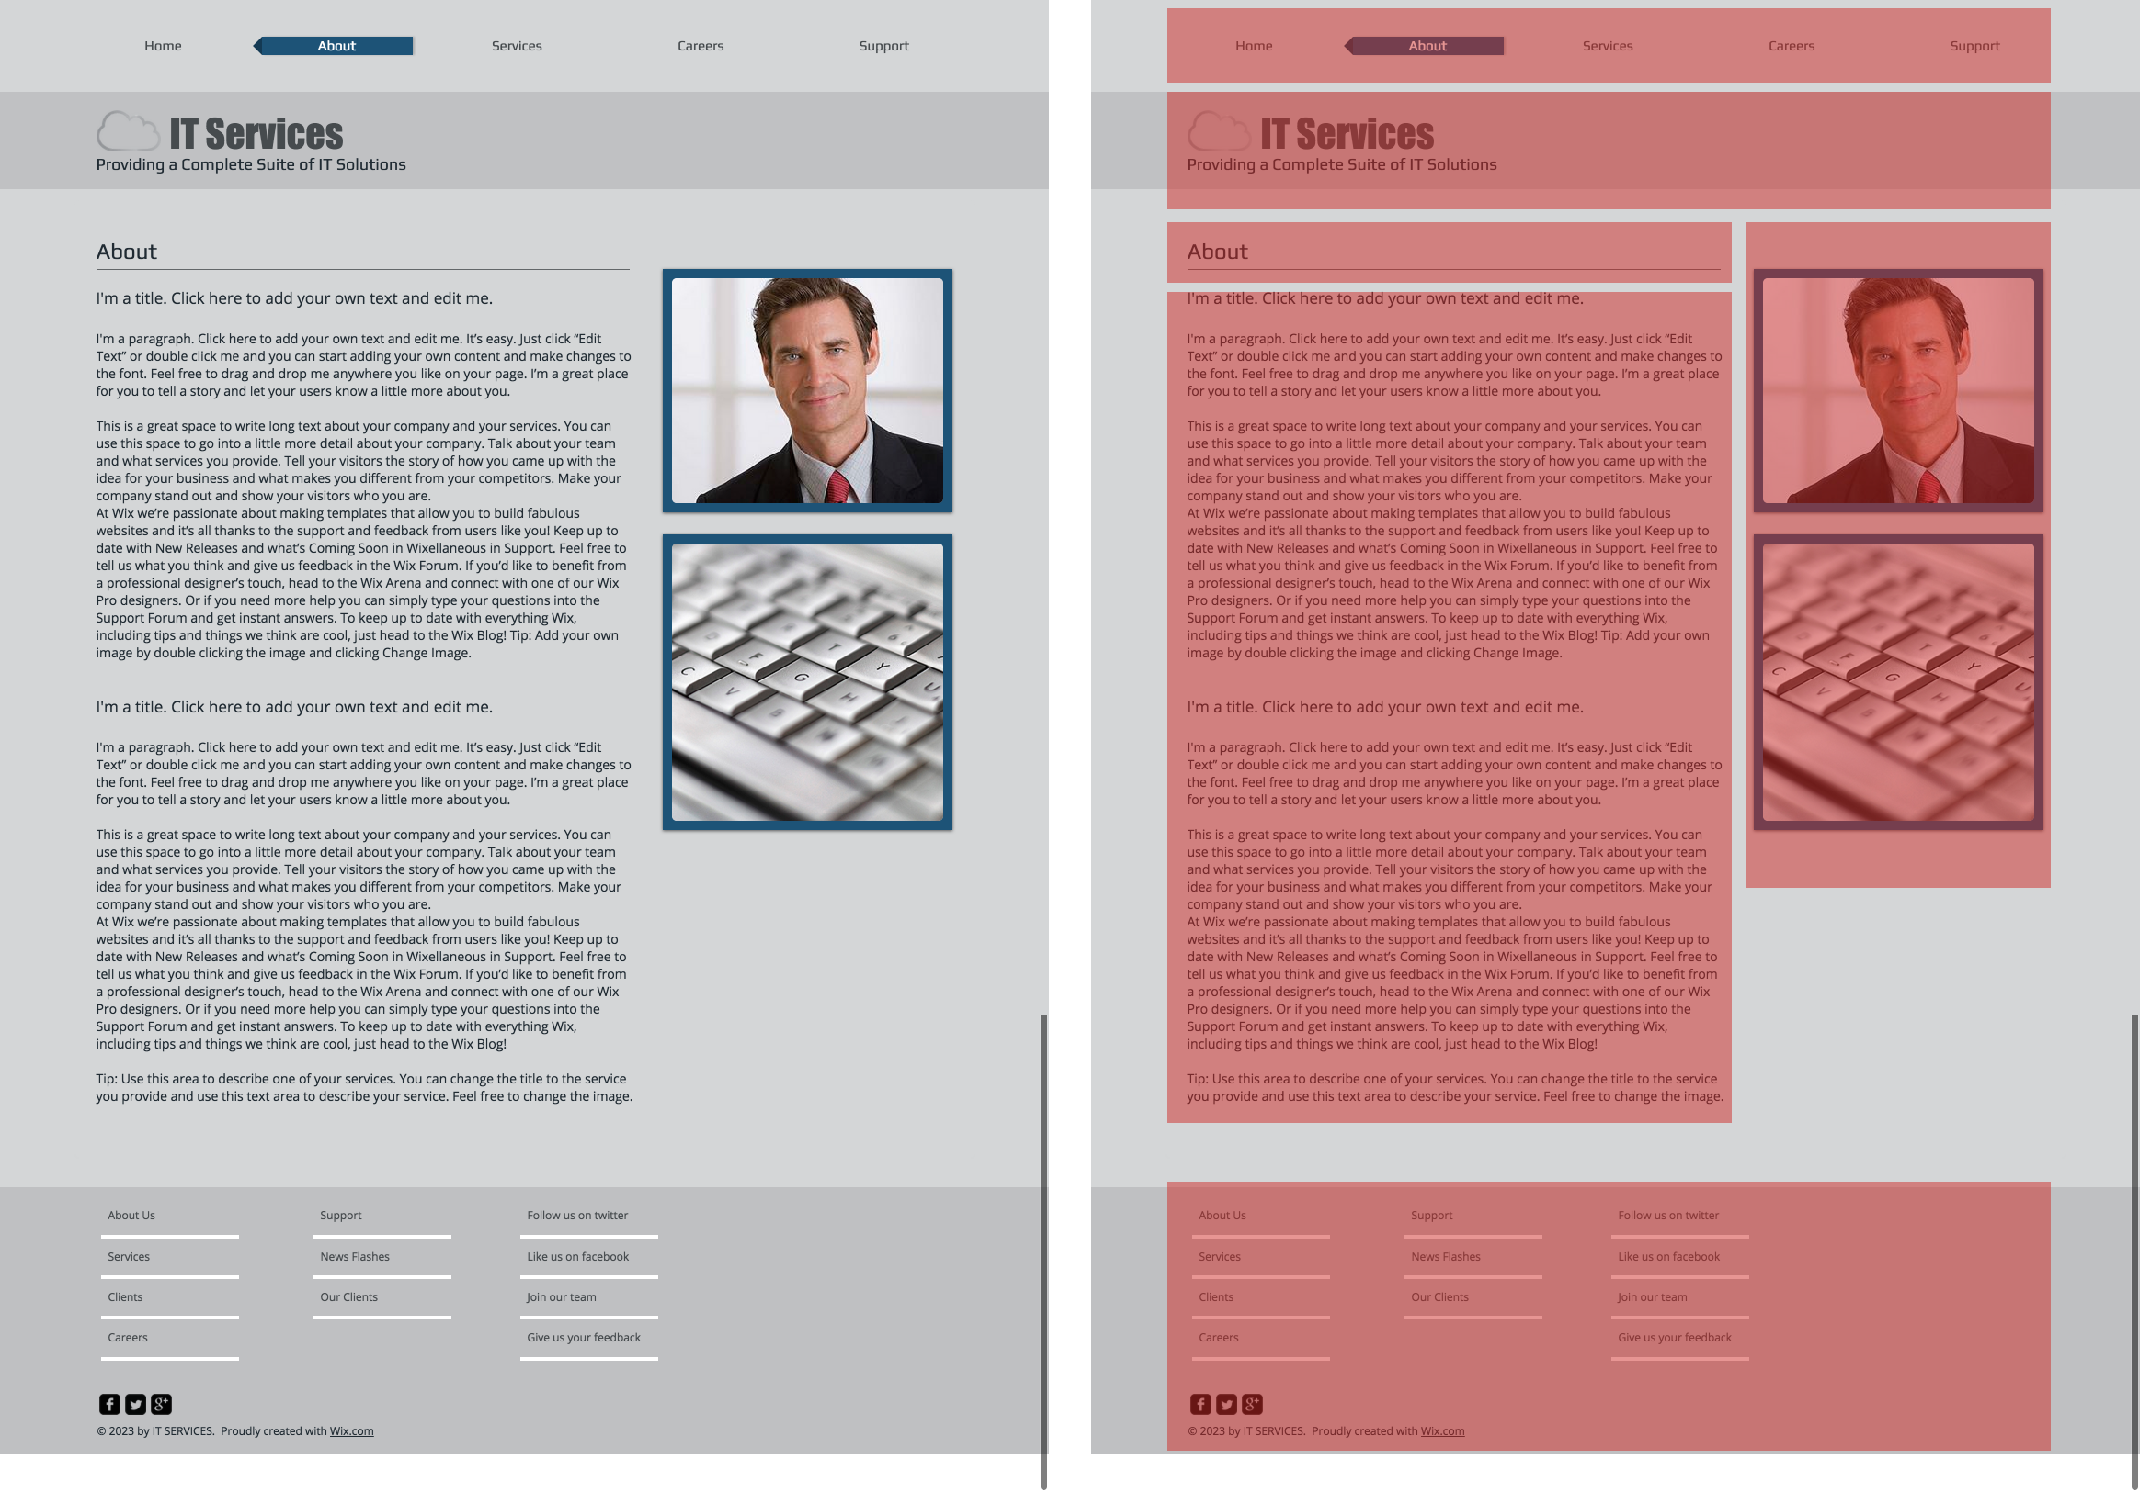 Home
About
Services
Careers
Support
IT Services
Providing a Complete Suite of IT Solutions
About
I'm a title. Click here to add your own text and edit me.
I'm a paragraph. Click here to add your own text and edit me. It's easy. Just click “Edit
Text” or double click me and you can start adding your own content and make changes to
the font. Feel free to drag and drop me anywhere you like on your page. I’m a great place
for you to tell a story and let your users know a little more about you.
This is a great space to write long text about your company and your services. You can
use this space to go into a little more detail about your company. Talk about your team
and what services you provide. Tell your visitors the story of how you came up with the
idea for your business and what makes you different from your competitors. Make your
company stand out and show your visitors who you are.
At Wix we’re passionate about making templates that allow you to build fabulous
websites and it’s all thanks to the support and feedback from users like you! Keep up to
date with New Releases and what’s Coming Soon in Wixellaneous in Support. Feel free to
tell us what you think and give us feedback in the Wix Forum. If you’d like to benefit from
a professional designer’s touch, head to the Wix Arena and connect with one of our Wix
Pro designers. Or if you need more help you can simply type your questions into the
Support Forum and get instant answers. To keep up to date with everything Wix,
including tips and things we think are cool, just head to the Wix Blog! Tip: Add your own
image by double clicking the image and clicking Change Image.
I'm a title. Click here to add your own text and edit me.
I'm a paragraph. Click here to add your own text and edit me. It's easy. Just click “Edit
Text” or double click me and you can start adding your own content and make changes to
the font. Feel free to drag and drop me anywhere you like on your page. I’m a great place
for you to tell a story and let your users know a little more about you.
This is a great space to write long text about your company and your services. You can
use this space to go into a little more detail about your company. Talk about your team
and what services you provide. Tell your visitors the story of how you came up with the
idea for your business and what makes you different from your competitors. Make your
company stand out and show your visitors who you are.
At Wix we’re passionate about making templates that allow you to build fabulous
websites and it’s all thanks to the support and feedback from users like you! Keep up to
date with New Releases and what’s Coming Soon in Wixellaneous in Support. Feel free to
tell us what you think and give us feedback in the Wix Forum. If you’d like to benefit from
a professional designer’s touch, head to the Wix Arena and connect with one of our Wix
Pro designers. Or if you need more help you can simply type your questions into the
Support Forum and get instant answers. To keep up to date with everything Wix,
including tips and things we think are cool, just head to the Wix Blog!
Tip: Use this area to describe one of your services. You can change the title to the service
you provide and use this text area to describe your service. Feel free to change the image.
About Us
Services
Clients
Careers
Support
News Flashes
Our Clients
Follow us on twitter
Like us on facebook
Join our team
Give us your feedback
© 2023 by IT SERVICES. Proudly created with Wix.com
Home
About
Services
Careers
Support
IT Services
Providing a Complete Suite of IT Solutions
About
I'm a title. Click here to add your own text and edit me.
I'm a paragraph. Click here to add your own text and edit me. It's easy. Just click “Edit
Text” or double click me and you can start adding your own content and make changes to
the font. Feel free to drag and drop me anywhere you like on your page. I’m a great place
for you to tell a story and let your users know a little more about you.
This is a great space to write long text about your company and your services. You can
use this space to go into a little more detail about your company. Talk about your team
and what services you provide. Tell your visitors the story of how you came up with the
idea for your business and what makes you different from your competitors. Make your
company stand out and show your visitors who you are.
At Wix we’re passionate about making templates that allow you to build fabulous
websites and it’s all thanks to the support and feedback from users like you! Keep up to
date with New Releases and what’s Coming Soon in Wixellaneous in Support. Feel free to
tell us what you think and give us feedback in the Wix Forum. If you’d like to benefit from
a professional designer’s touch, head to the Wix Arena and connect with one of our Wix
Pro designers. Or if you need more help you can simply type your questions into the
Support Forum and get instant answers. To keep up to date with everything Wix,
including tips and things we think are cool, just head to the Wix Blog! Tip: Add your own
image by double clicking the image and clicking Change Image.
I'm a title. Click here to add your own text and edit me.
I'm a paragraph. Click here to add your own text and edit me. It's easy. Just click “Edit
Text” or double click me and you can start adding your own content and make changes to
the font. Feel free to drag and drop me anywhere you like on your page. I’m a great place
for you to tell a story and let your users know a little more about you.
This is a great space to write long text about your company and your services. You can
use this space to go into a little more detail about your company. Talk about your team
and what services you provide. Tell your visitors the story of how you came up with the
idea for your business and what makes you different from your competitors. Make your
company stand out and show your visitors who you are.
At Wix we’re passionate about making templates that allow you to build fabulous
websites and it’s all thanks to the support and feedback from users like you! Keep up to
date with New Releases and what’s Coming Soon in Wixellaneous in Support. Feel free to
tell us what you think and give us feedback in the Wix Forum. If you’d like to benefit from
a professional designer’s touch, head to the Wix Arena and connect with one of our Wix
Pro designers. Or if you need more help you can simply type your questions into the
Support Forum and get instant answers. To keep up to date with everything Wix,
including tips and things we think are cool, just head to the Wix Blog!
Tip: Use this area to describe one of your services. You can change the title to the service
you provide and use this text area to describe your service. Feel free to change the image.
About Us
Services
Clients
Careers
Support
News Flashes
Our Clients
Follow us on twitter
Like us on facebook
Join our team
Give us your feedback
© 2023 by IT SERVICES. Proudly created with Wix.com